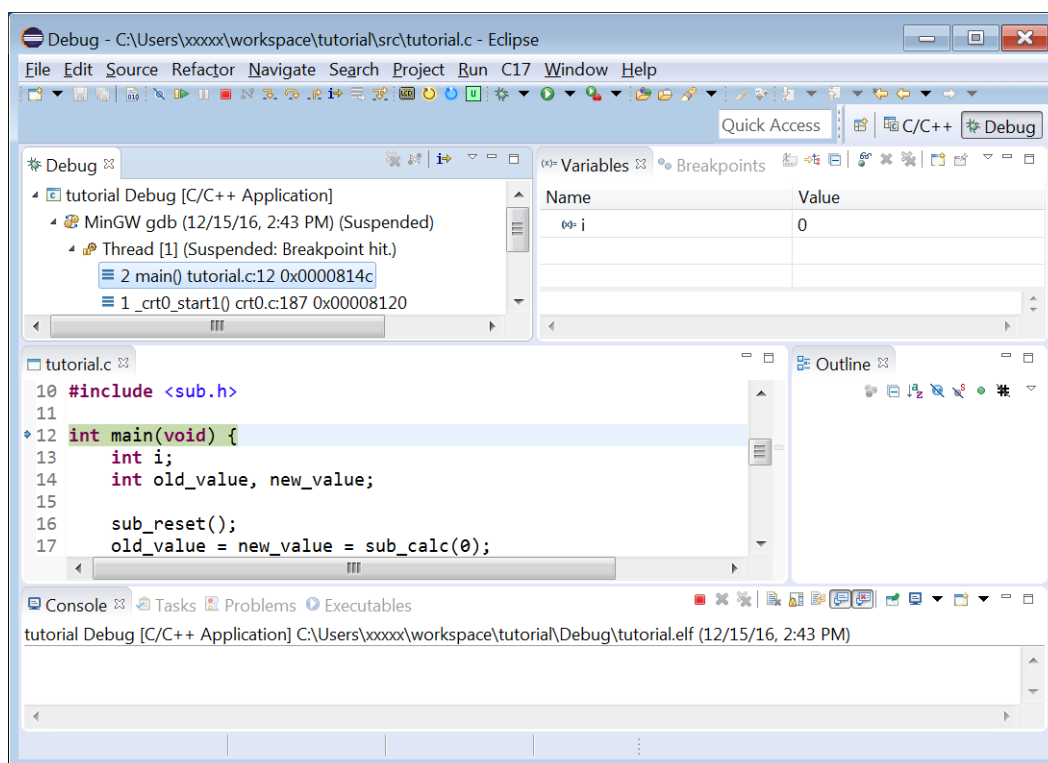 Debug - C:\Users\xxxxx\workspace\tutorial\src\tutorial.c - Eclipse
File Edit Source Refactor Navigate Search Project Run C17 Window Help
Quick Access C/C++ Debug
Debug
tutorial Debug [C/C++ Application]
MinGW gdb (12/15/16, 2:43 PM) (Suspended)
Thread [1] (Suspended: Breakpoint hit.)
2 main() tutorial.c:12 0x0000814c
1 _crt0_start1() crt0.c:187 0x00008120
(x)= Variables Breakpoints
Name Value
(x)= i 0
tutorial.c
10 #include <sub.h>
11
12 int main(void) {
13 int i;
14 int old_value, new_value;
15
16 sub_reset();
17 old_value = new_value = sub_calc(0);
Outline
Console Tasks Problems Executables
tutorial Debug [C/C++ Application] C:\Users\xxxxx\workspace\tutorial\Debug\tutorial.elf (12/15/16, 2:43 PM)